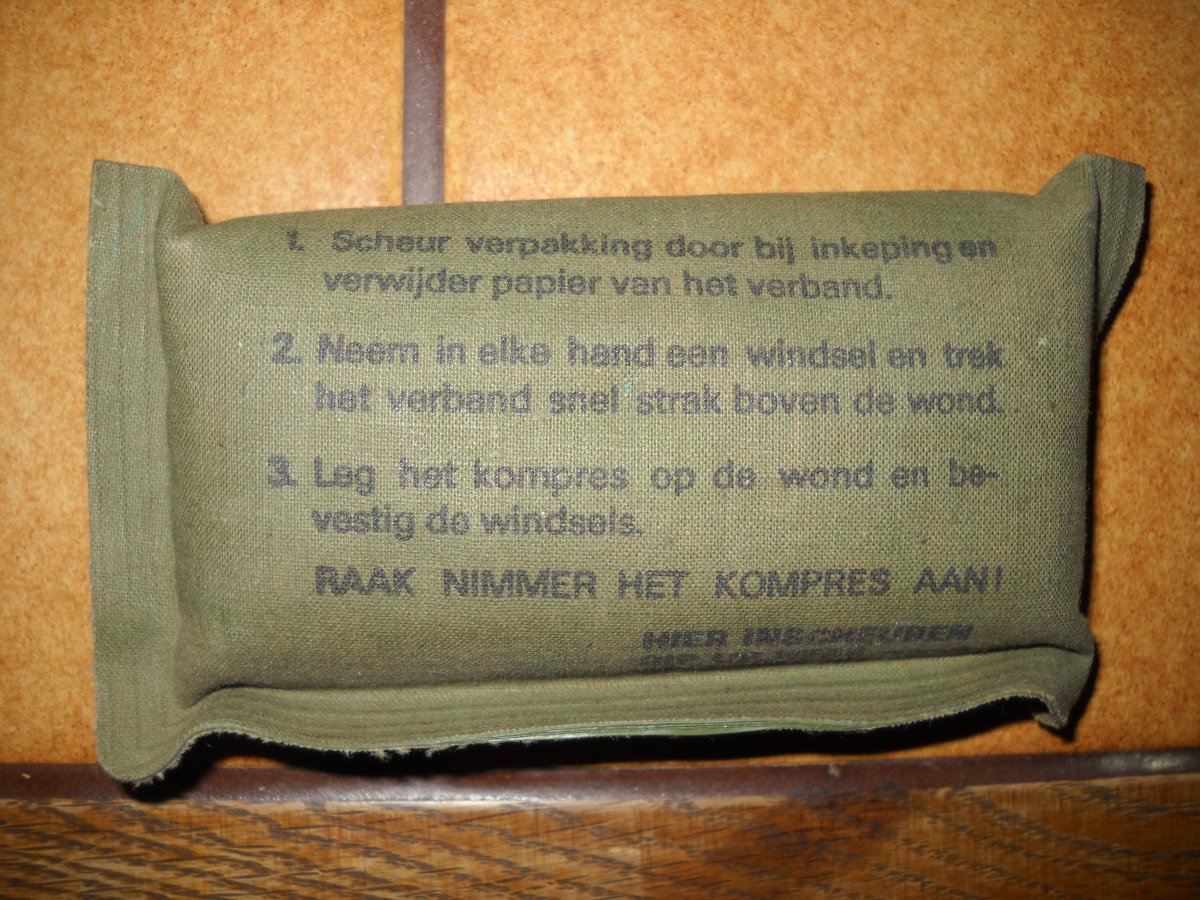 1. Scheur verpakking door bij inkeping en
verwijder papier van het verband.
2. Neem in elke hand een windsel en trek
het verband snel strak boven de wond.
3. Leg het kompres op de wond en be-
vestig de windsels.
RAAK NIMMER HET KOMPRES AAN!
HIER INSCHEUREN